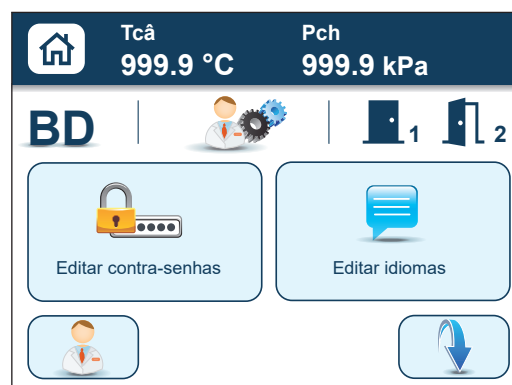 Tcâ Pch
999.9 °C 999.9 kPa
BD 1 2
Editar contra-senhas Editar idiomas